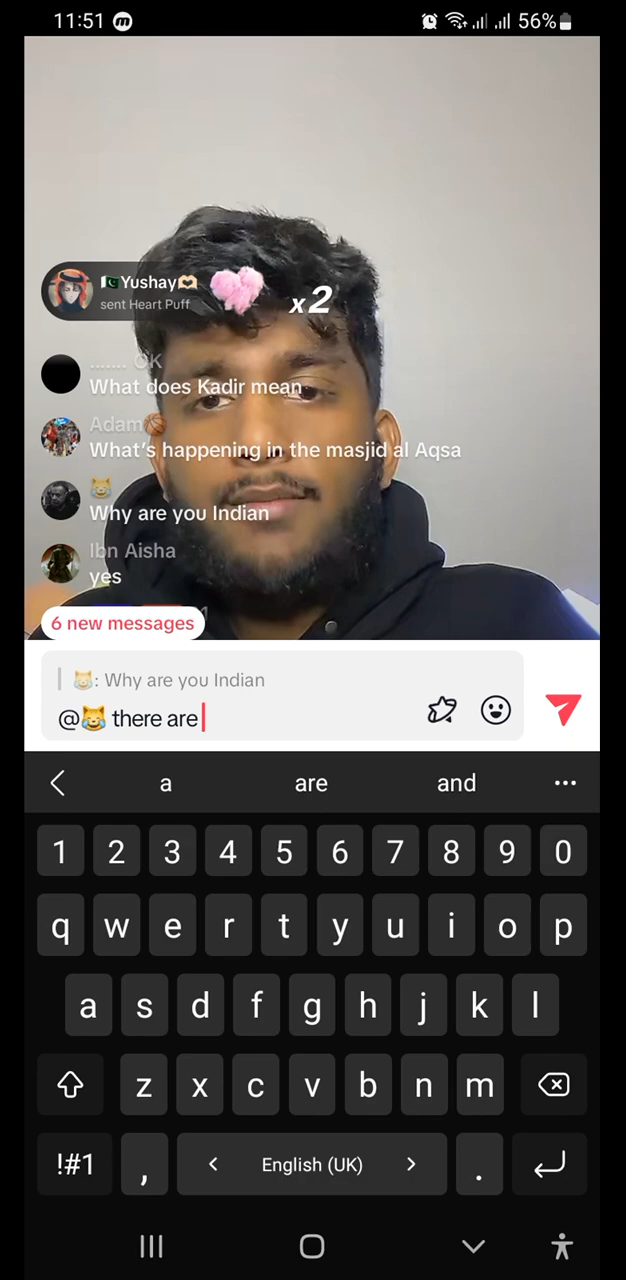 11:51
56%
🇵🇰Yushay🫶🏼
sent Heart Puff
x2
....... OK
What does Kadir mean
Adam🏀
What's happening in the masjid al Aqsa
😹
Why are you Indian
Ibn Aisha
yes
6 new messages
😹: Why are you Indian
@😹 there are
a are and
1 2 3 4 5 6 7 8 9 0
q w e r t y u i o p
a s d f g h j k l
z x c v b n m
!#1 , < English (UK) > .